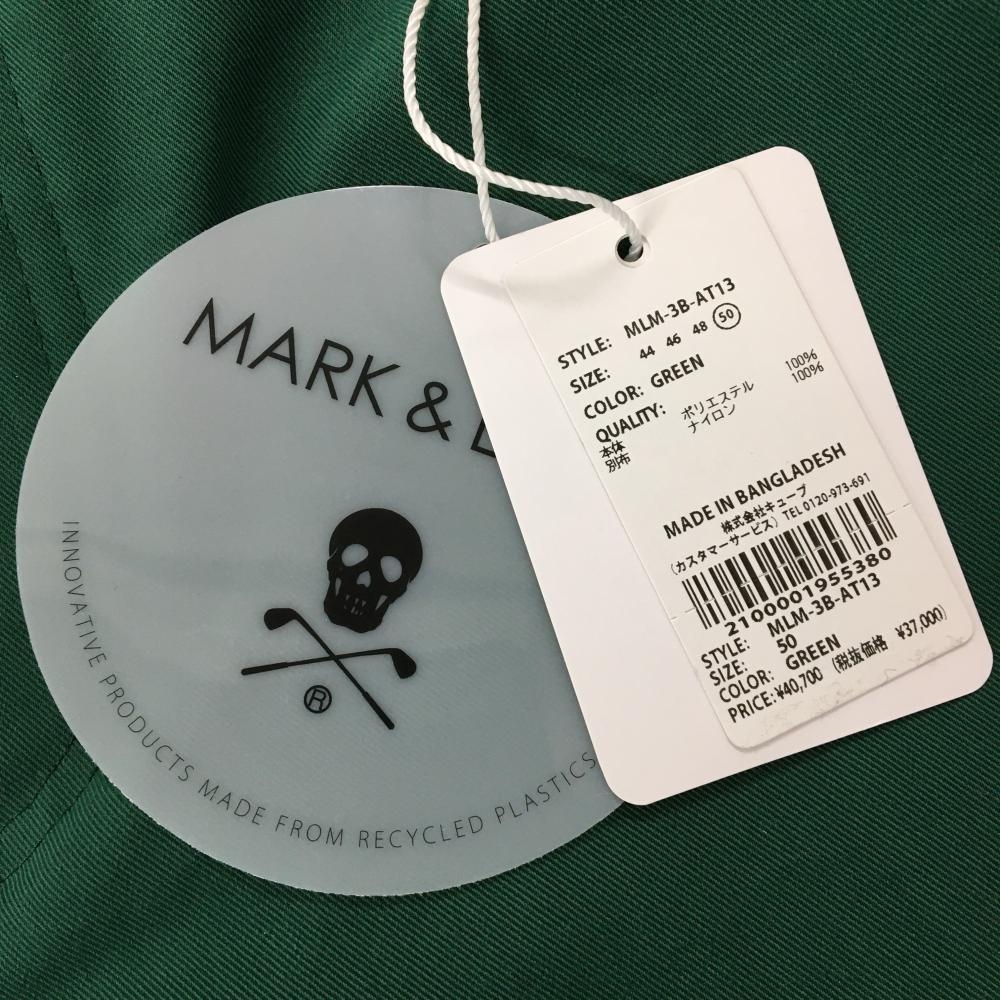 MARK & L
®
INNOVATIVE PRODUCTS MADE FROM RECYCLED PLASTICS
STYLE: MLM-3B-AT13
SIZE: 44 46 48 50
COLOR: GREEN
QUALITY:
本体 ポリエステル 100%
別布 ナイロン 100%
MADE IN BANGLADESH
株式会社キューブ
(カスタマーサービス) TEL 0120-973-691
2100001955380
STYLE: MLM-3B-AT13
SIZE: 50
COLOR: GREEN
PRICE: ¥40,700 (税抜価格 ¥37,000)